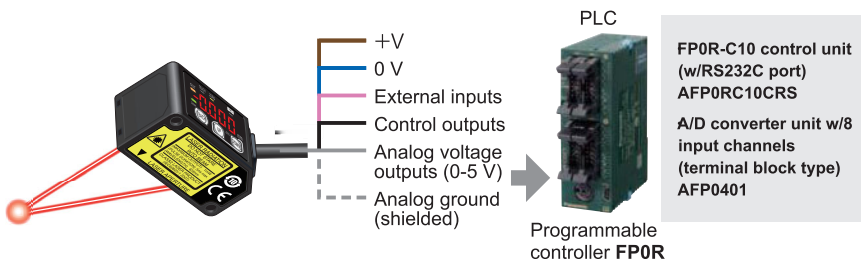 +V
0 V
External inputs
Control outputs
Analog voltage
outputs (0-5 V)
Analog ground
(shielded)
PLC
Programmable
controller FP0R
FP0R-C10 control unit
(w/RS232C port)
AFP0RC10CRS
A/D converter unit w/8
input channels
(terminal block type)
AFP0401